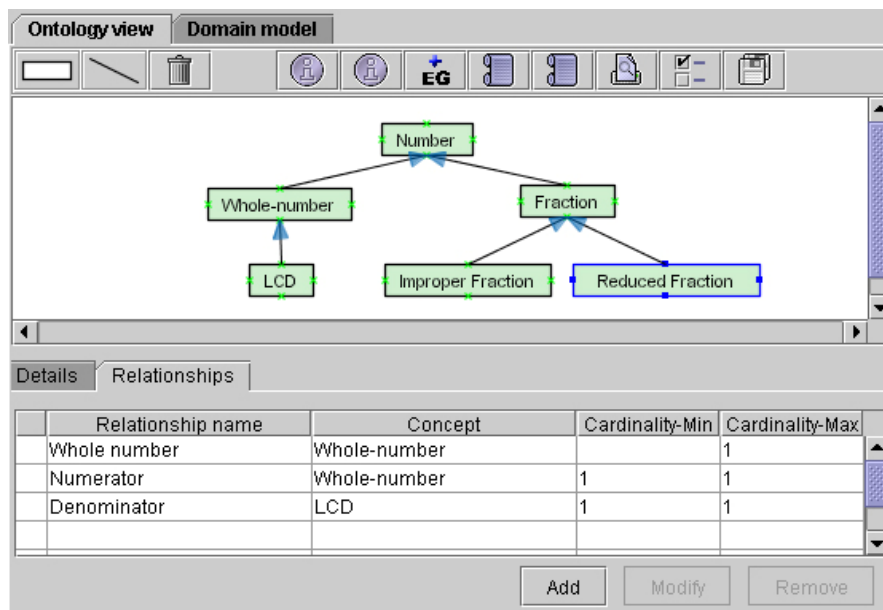 Ontology view Domain model
EG
Number
Whole-number Fraction
LCD Improper Fraction Reduced Fraction
Details Relationships
Relationship name Concept Cardinality-Min Cardinality-Max
Whole number Whole-number 1
Numerator Whole-number 1 1
Denominator LCD 1 1
Add Modify Remove